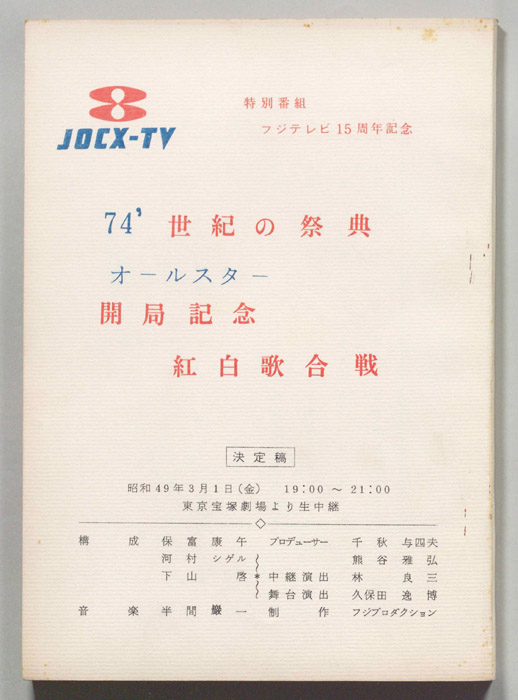 JOCX-TV
特別番組
フジテレビ15周年記念
74’世紀の祭典
オールスター
開局記念
紅白歌合戦
決定稿
昭和49年3月1日(金) 19:00～21:00
東京宝塚劇場より生中継
構成 保富康午 プロデューサー 千秋与四夫
河村シゲル 熊谷雅弘
下山啓 * 中継演出 林良三
舞台演出 久保田逸博
音楽 半間巌一 制作 フジプロダクション